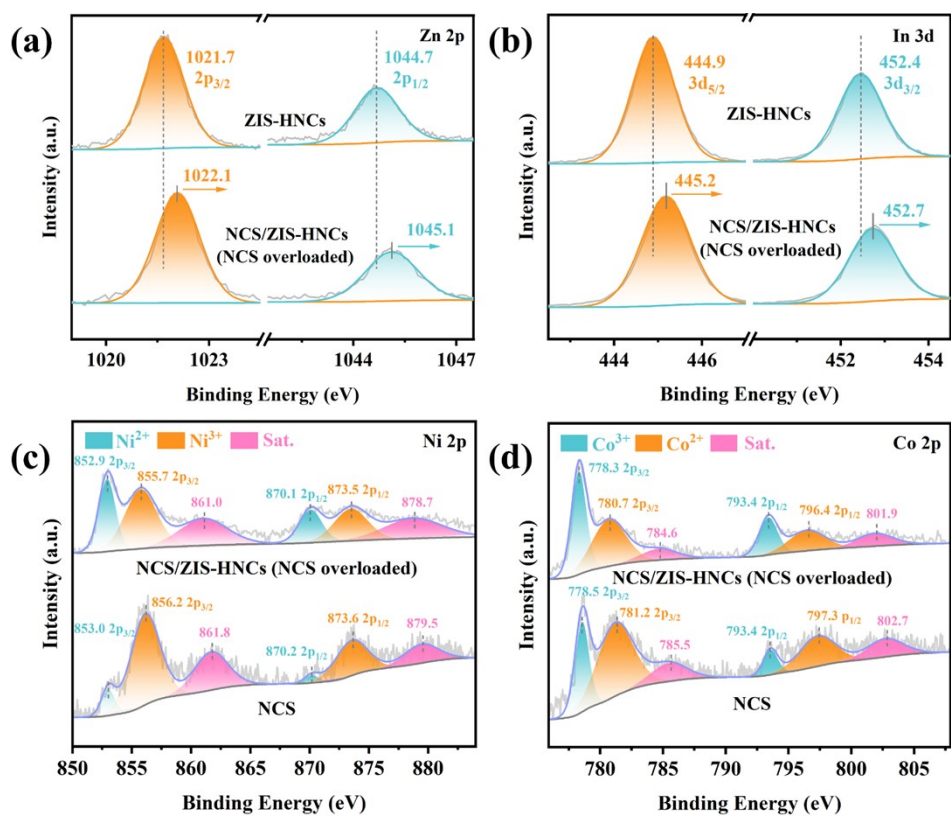 (a)
Zn 2p
1021.7
2p3/2
1044.7
2p1/2
ZIS-HNCs
1022.1
1045.1
NCS/ZIS-HNCs
(NCS overloaded)
Intensity (a.u.)
1020 1023 1044 1047
Binding Energy (eV)
(b)
In 3d
444.9
3d5/2
452.4
3d3/2
ZIS-HNCs
445.2
452.7
NCS/ZIS-HNCs
(NCS overloaded)
Intensity (a.u.)
444 446 452 454
Binding Energy (eV)
(c)
Ni2+ Ni3+ Sat.
Ni 2p
852.9 2p3/2
855.7 2p3/2
861.0
870.1 2p1/2
873.5 2p1/2
878.7
NCS/ZIS-HNCs (NCS overloaded)
853.0 2p3/2
856.2 2p3/2
861.8
870.2 2p1/2
873.6 2p1/2
879.5
NCS
Intensity (a.u.)
850 855 860 865 870 875 880
Binding Energy (eV)
(d)
Co3+ Co2+ Sat.
Co 2p
778.3 2p3/2
780.7 2p3/2
784.6
793.4 2p1/2
796.4 2p1/2
801.9
NCS/ZIS-HNCs (NCS overloaded)
778.5 2p3/2
781.2 2p3/2
785.5
793.4 2p1/2
797.3 p1/2
802.7
NCS
Intensity (a.u.)
780 785 790 795 800 805
Binding Energy (eV)